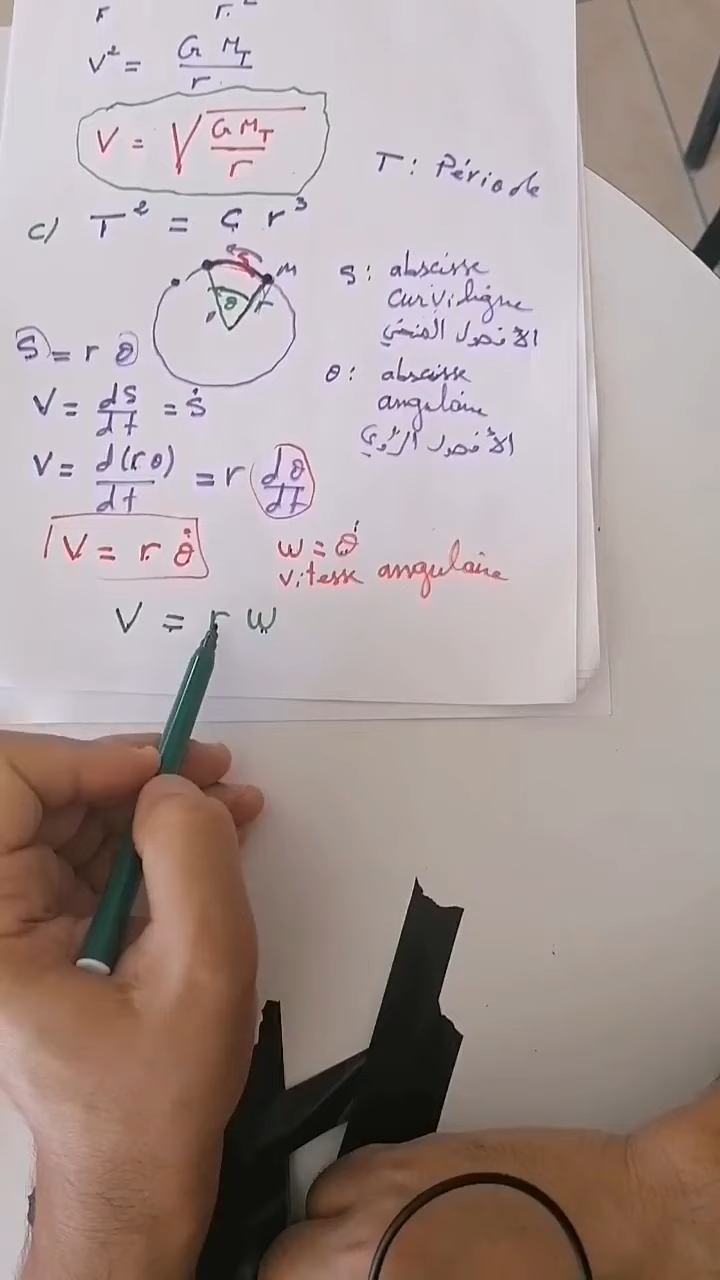 r
r²
V² = G M_T / r
V = √(G M_T / r)
T : Période
c) T² = C r³
S
M
θ
r
S : abscisse
curviligne
الأفصول المنحني
S = r θ
V = dS/dt = Ṡ
θ : abscisse
angulaire
الأفصول الزاوي
V = d(rθ)/dt = r dθ/dt
V = r θ̇
ω = θ̇
vitesse angulaire
V = r ω